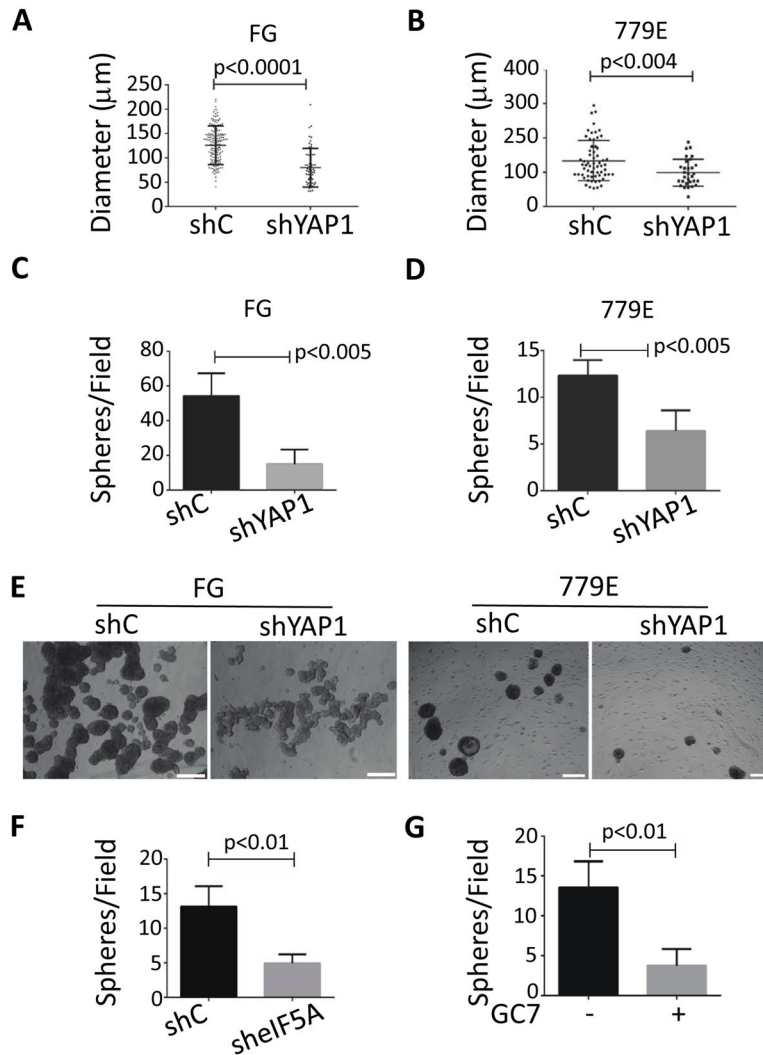 A
FG
p<0.0001
Diameter (μm)
250
200
150
100
50
0
shC shYAP1
B
779E
p<0.004
Diameter (μm)
400
300
250
100
0
shC shYAP1
C
FG
p<0.005
Spheres/Field
80
60
40
20
0
shC shYAP1
D
779E
p<0.005
Spheres/Field
15
10
5
0
shC shYAP1
E
FG 779E
shC shYAP1 shC shYAP1
F
p<0.01
Spheres/Field
20
15
10
5
0
shC sheIF5A
G
p<0.01
Spheres/Field
20
15
10
5
0
GC7 - +